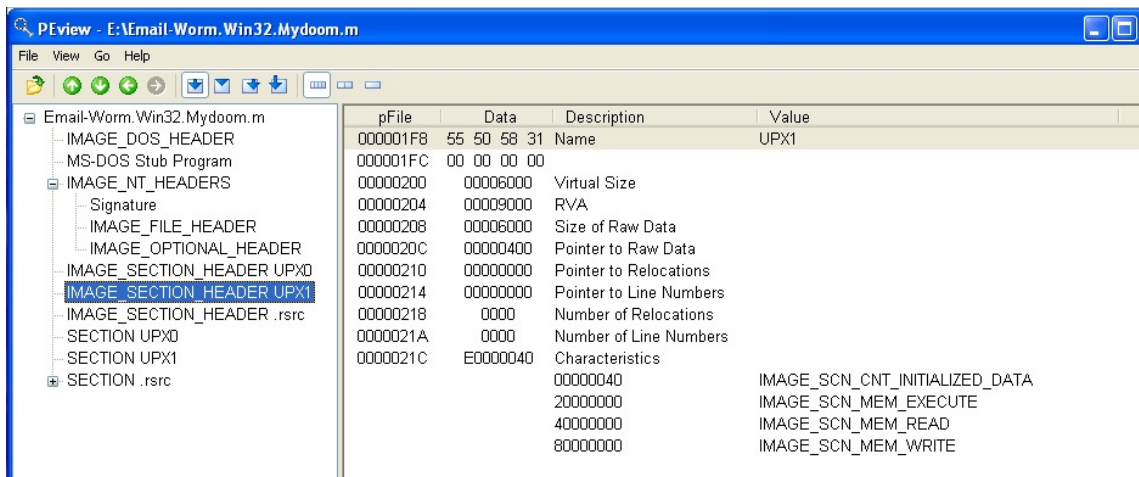 PEview - E:\Email-Worm.Win32.Mydoom.m
File View Go Help
Email-Worm.Win32.Mydoom.m
IMAGE_DOS_HEADER
MS-DOS Stub Program
IMAGE_NT_HEADERS
Signature
IMAGE_FILE_HEADER
IMAGE_OPTIONAL_HEADER
IMAGE_SECTION_HEADER UPX0
IMAGE_SECTION_HEADER UPX1
IMAGE_SECTION_HEADER .rsrc
SECTION UPX0
SECTION UPX1
SECTION .rsrc
pFile Data Description Value
000001F8 55 50 58 31 Name UPX1
000001FC 00 00 00 00
00000200 00006000 Virtual Size
00000204 00009000 RVA
00000208 00006000 Size of Raw Data
0000020C 00000400 Pointer to Raw Data
00000210 00000000 Pointer to Relocations
00000214 00000000 Pointer to Line Numbers
00000218 0000 Number of Relocations
0000021A 0000 Number of Line Numbers
0000021C E0000040 Characteristics
00000040 IMAGE_SCN_CNT_INITIALIZED_DATA
20000000 IMAGE_SCN_MEM_EXECUTE
40000000 IMAGE_SCN_MEM_READ
80000000 IMAGE_SCN_MEM_WRITE